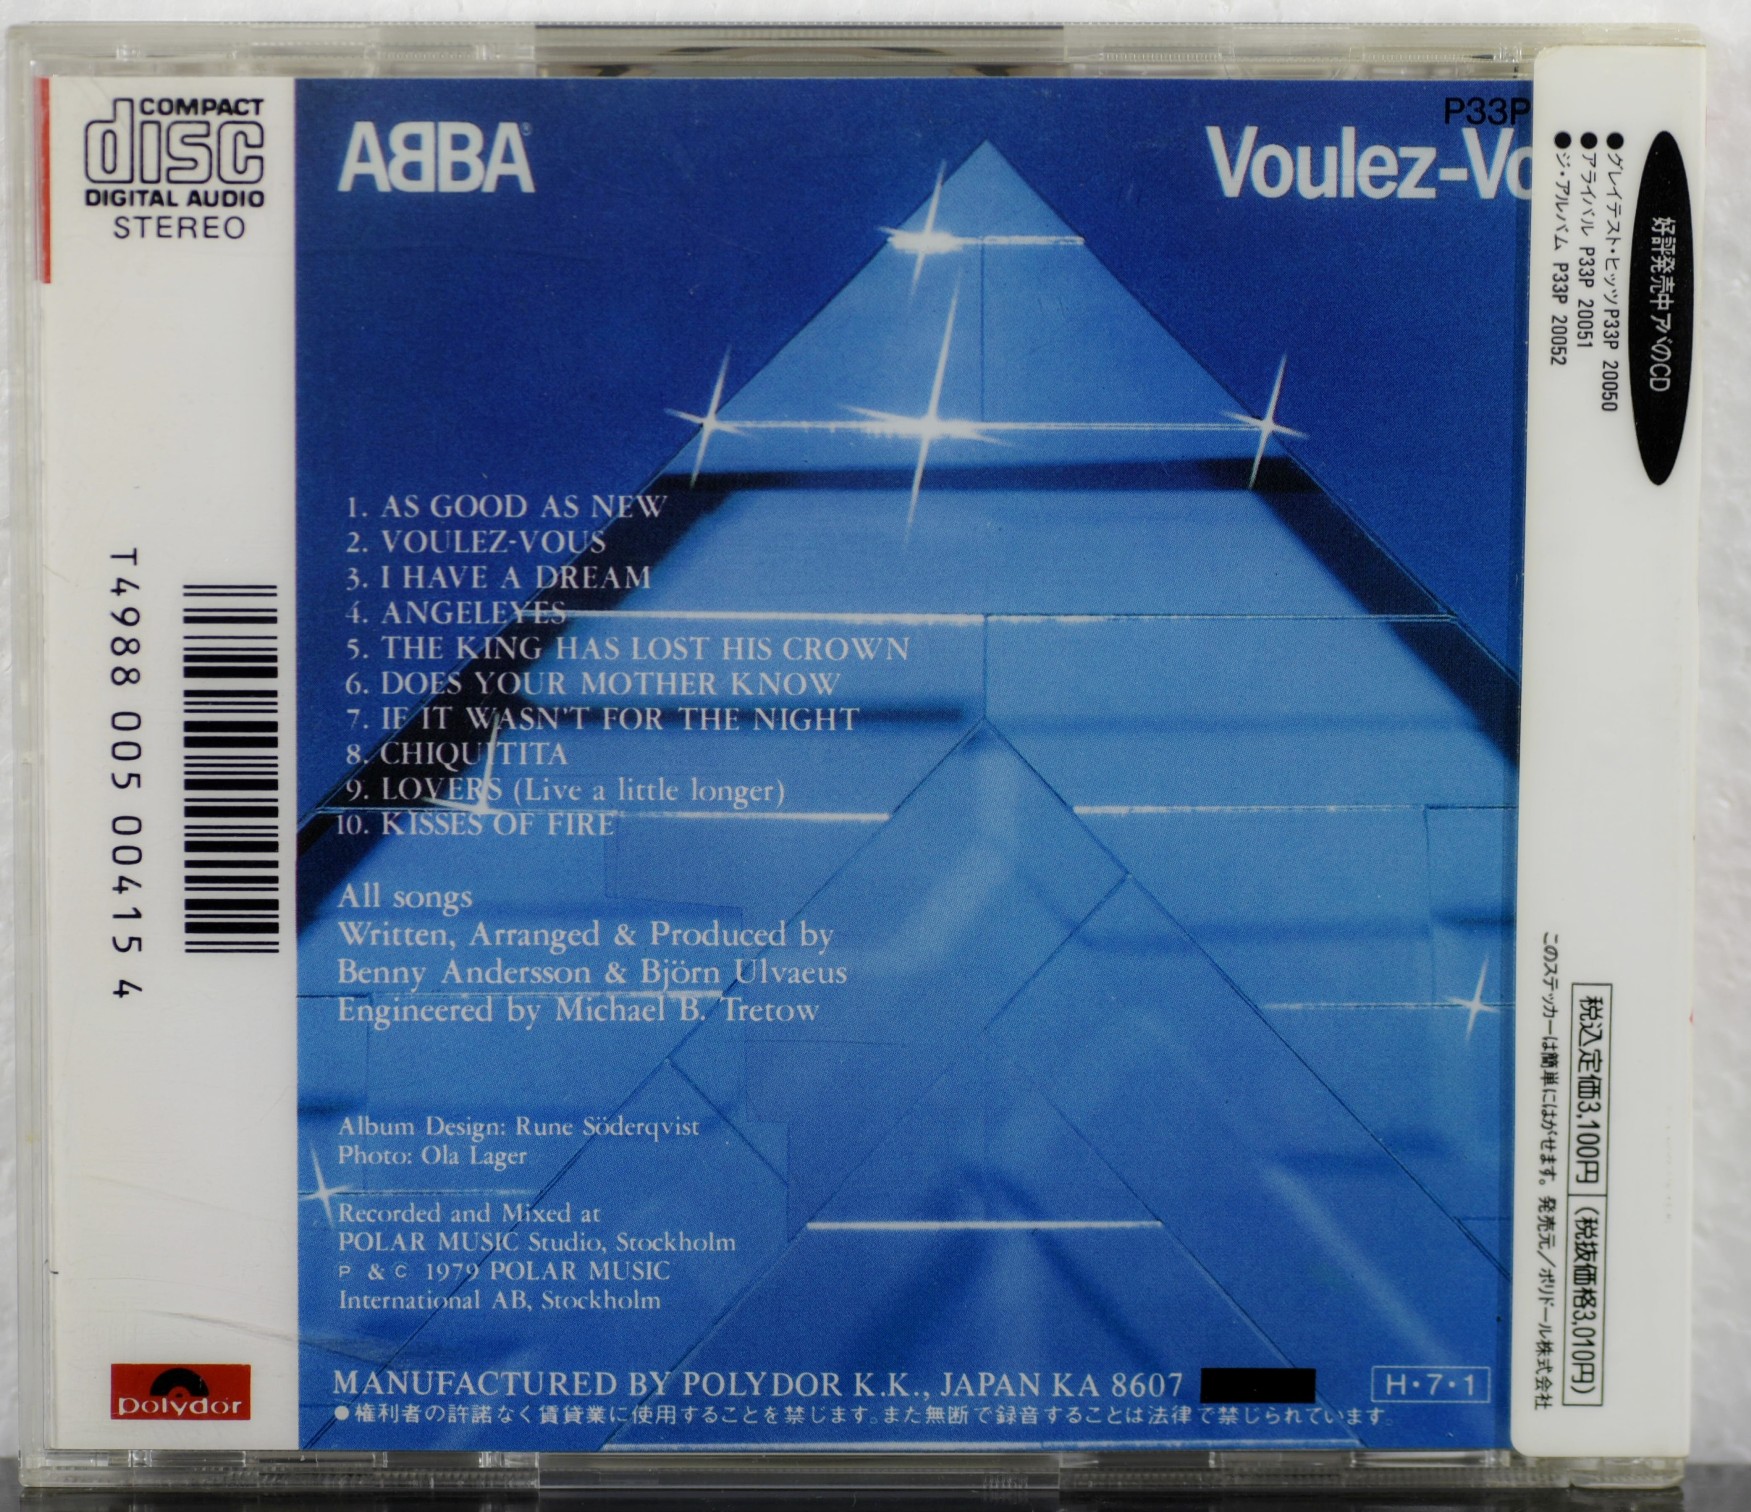 COMPACT
disc
DIGITAL AUDIO
STEREO
T4988 005 00415 4
polydor
ABBA®
Voulez-Vo
P33P
1. AS GOOD AS NEW
2. VOULEZ-VOUS
3. I HAVE A DREAM
4. ANGELEYES
5. THE KING HAS LOST HIS CROWN
6. DOES YOUR MOTHER KNOW
7. IF IT WASN'T FOR THE NIGHT
8. CHIQUITITA
9. LOVERS (Live a little longer)
10. KISSES OF FIRE
All songs
Written, Arranged & Produced by
Benny Andersson & Björn Ulvaeus
Engineered by Michael B. Tretow
Album Design: Rune Söderqvist
Photo: Ola Lager
Recorded and Mixed at
POLAR MUSIC Studio, Stockholm
P & C 1979 POLAR MUSIC
International AB, Stockholm
MANUFACTURED BY POLYDOR K.K., JAPAN KA 8607
H・7・1
●権利者の許諾なく賃貸業に使用することを禁じます。また無断で録音することは法律で禁じられています。
好評発売中アバのCD
●グレイテスト・ヒッツP33P 20050
●アライバル P33P 20051
●ジ・アルバム P33P 20052
税込定価3,100円 (税抜価格3,010円)
このステッカーは簡単にはがせます。発売元/ポリドール株式会社